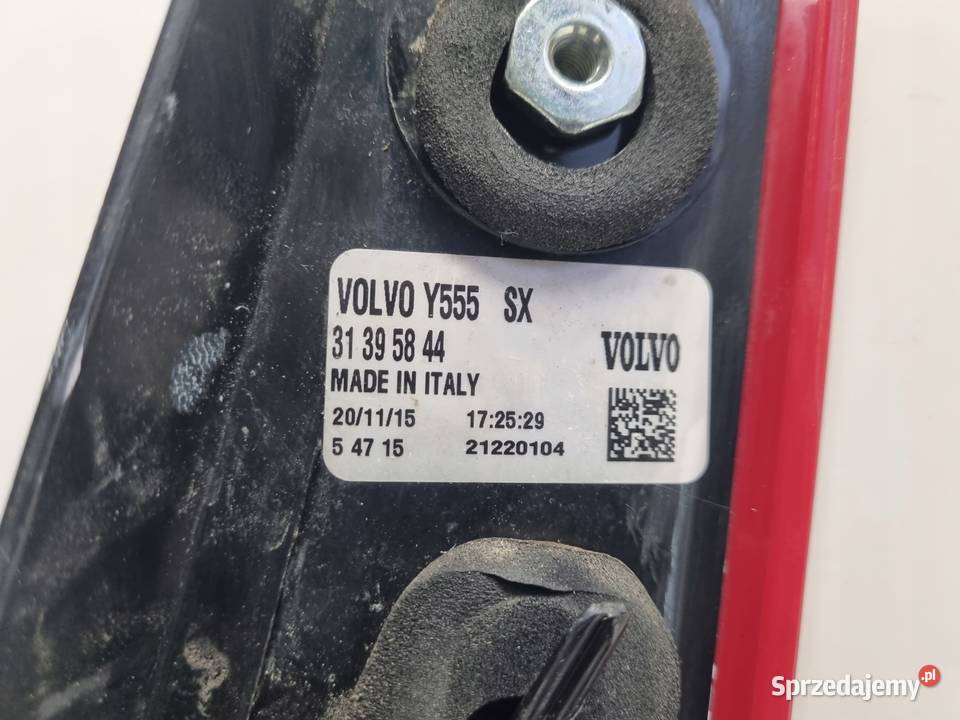 VOLVO Y555 SX
31 39 58 44
VOLVO
MADE IN ITALY
20/11/15 17:25:29
5 47 15 21220104
Sprzedajemy.pl